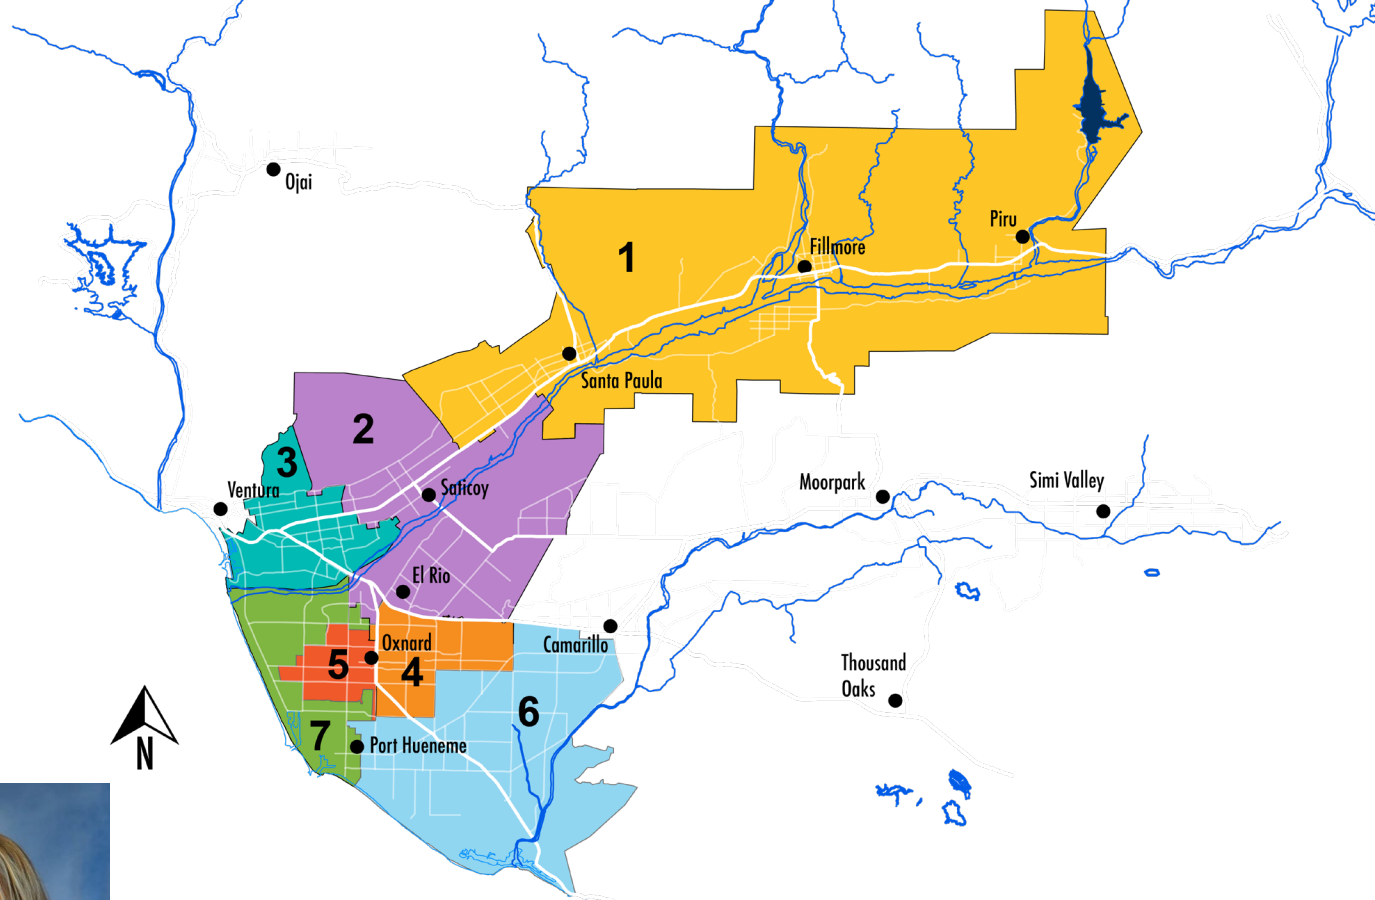 Ojai
Piru
1
Fillmore
Santa Paula
2
3
Ventura
Saticoy
Moorpark
Simi Valley
El Rio
Oxnard
Camarillo
5
4
Thousand
Oaks
6
7
Port Hueneme
N